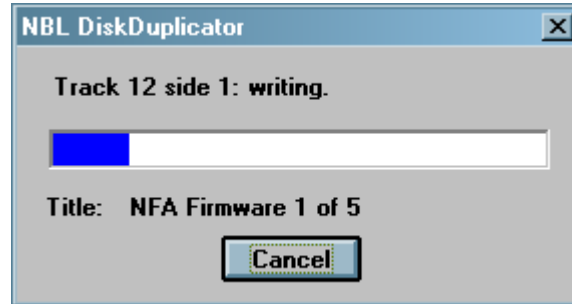 NBL DiskDuplicator
Track 12 side 1: writing.
Title: NFA Firmware 1 of 5
Cancel